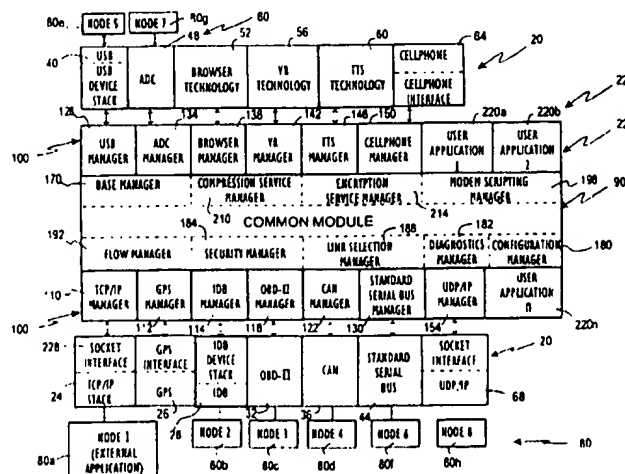 80e NODE 5 NODE 7 80g 48 52 80 56 60 64
40 USB USB DEVICE STACK ADC BROWSER TECHNOLOGY VR TECHNOLOGY TTS TECHNOLOGY CELLPHONE CELLPHONE INTERFACE 20
128 134 138 142 146 150 220a 220b 22
100 USB MANAGER ADC MANAGER BROWSER MANAGER VR MANAGER TTS MANAGER CELLPHONE MANAGER USER APPLICATION 1 USER APPLICATION 2
170 BASE MANAGER COMPRESSION SERVICE MANAGER ENCRYPTION SERVICE MANAGER MODEM SCRIPTING MANAGER 198
210 214 90
COMMON MODULE
192 184 188 182
FLOW MANAGER SECURITY MANAGER LINK SELECTION MANAGER DIAGNOSTICS MANAGER CONFIGURATION MANAGER 180
110 TCP/IP MANAGER GPS MANAGER IDB MANAGER OBD-II MANAGER CAN MANAGER STANDARD SERIAL BUS MANAGER UDP/IP MANAGER USER APPLICATION n
100 112 114 118 122 130 154 220n
228 SOCKET INTERFACE GPS INTERFACE IDB DEVICE STACK OBD-II CAN STANDARD SERIAL BUS SOCKET INTERFACE 20
24 TCP/IP STACK GPS IDB UDP/IP 68
26 28 32 36 44
NODE 1 (EXTERNAL APPLICATION) NODE 2 NODE 3 NODE 4 NODE 6 NODE 8 80
80a 80b 80c 80d 80f 80h